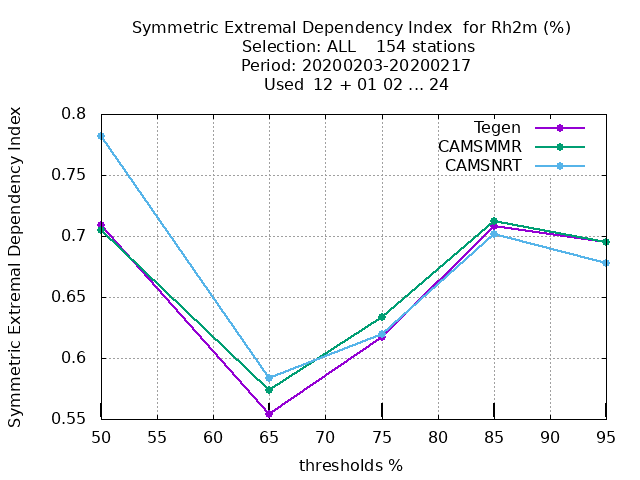 Symmetric Extremal Dependency Index  for Rh2m (%)
Selection: ALL    154 stations
Period: 20200203-20200217
Used  12 + 01 02 ... 24
Symmetric Extremal Dependency Index
0.8
0.75
0.7
0.65
0.6
0.55
Tegen
CAMSMMR
CAMSNRT
50 55 60 65 70 75 80 85 90 95
thresholds %